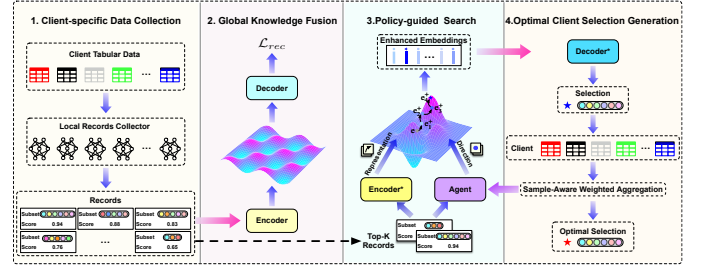 1. Client-specific Data Collection
Client Tabular Data
...
Local Records Collector
...
Records
Subset
Score 0.94
Subset
Score 0.88
Subset
Score 0.83
Subset
Score 0.76
...
Subset
Score 0.65
2. Global Knowledge Fusion
L_rec
Decoder
Encoder
3.Policy-guided Search
Enhanced Embeddings
...
Representation
Direction
Encoder*
Agent
Top-K
Records
Subset
Score
Subset
Score 0.94
4.Optimal Client Selection Generation
Decoder*
Selection
Client
...
Sample-Aware Weighted Aggregation
Optimal Selection